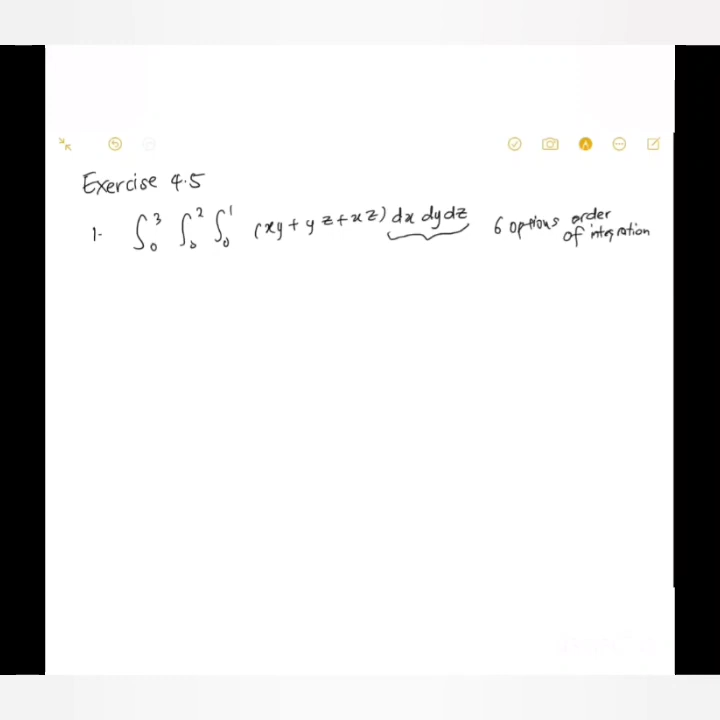 Exercise 4.5
1. ∫₀³ ∫₀² ∫₀¹ (xy + yz + xz) dx dy dz 6 options order of integration